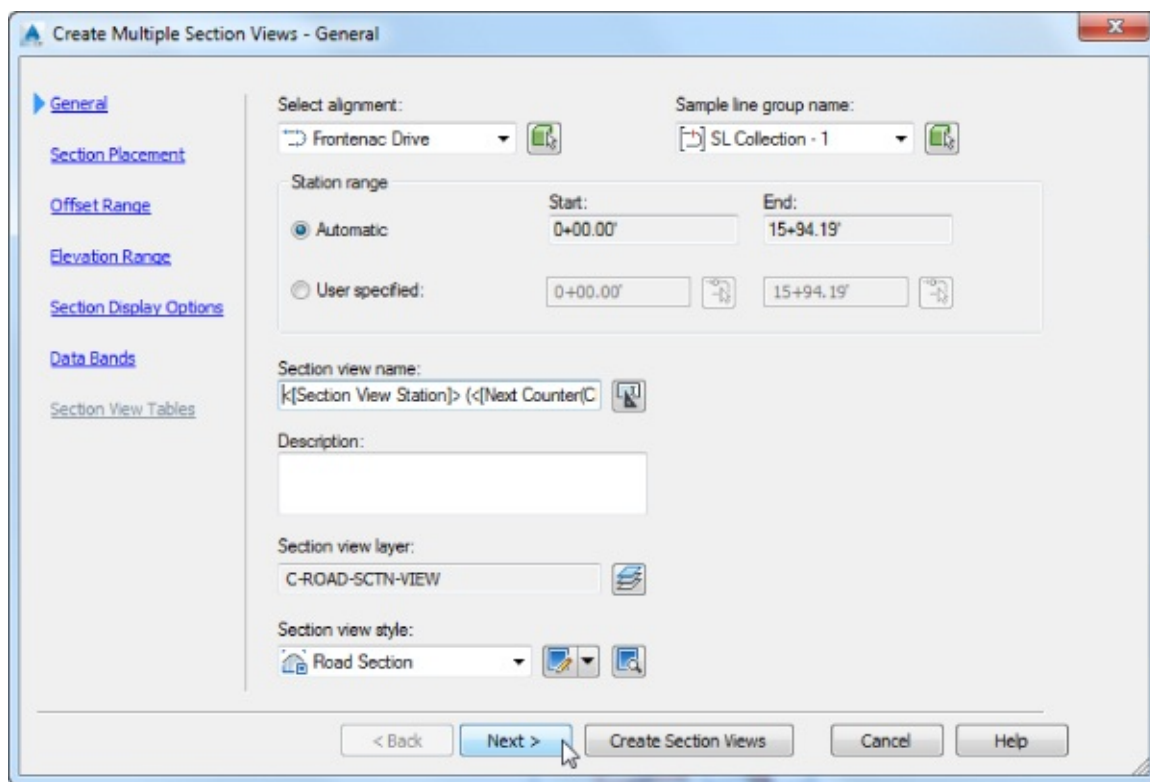 Create Multiple Section Views - General
General
Section Placement
Offset Range
Elevation Range
Section Display Options
Data Bands
Section View Tables
Select alignment:
Sample line group name:
Frontenac Drive
SL Collection - 1
Station range
Start:
End:
Automatic
0+00.00'
15+94.19'
User specified:
0+00.00'
15+94.19'
Section view name:
<[Section View Station]> (<[Next Counter(C
Description:
Section view layer:
C-ROAD-SCTN-VIEW
Section view style:
Road Section
< Back
Next >
Create Section Views
Cancel
Help